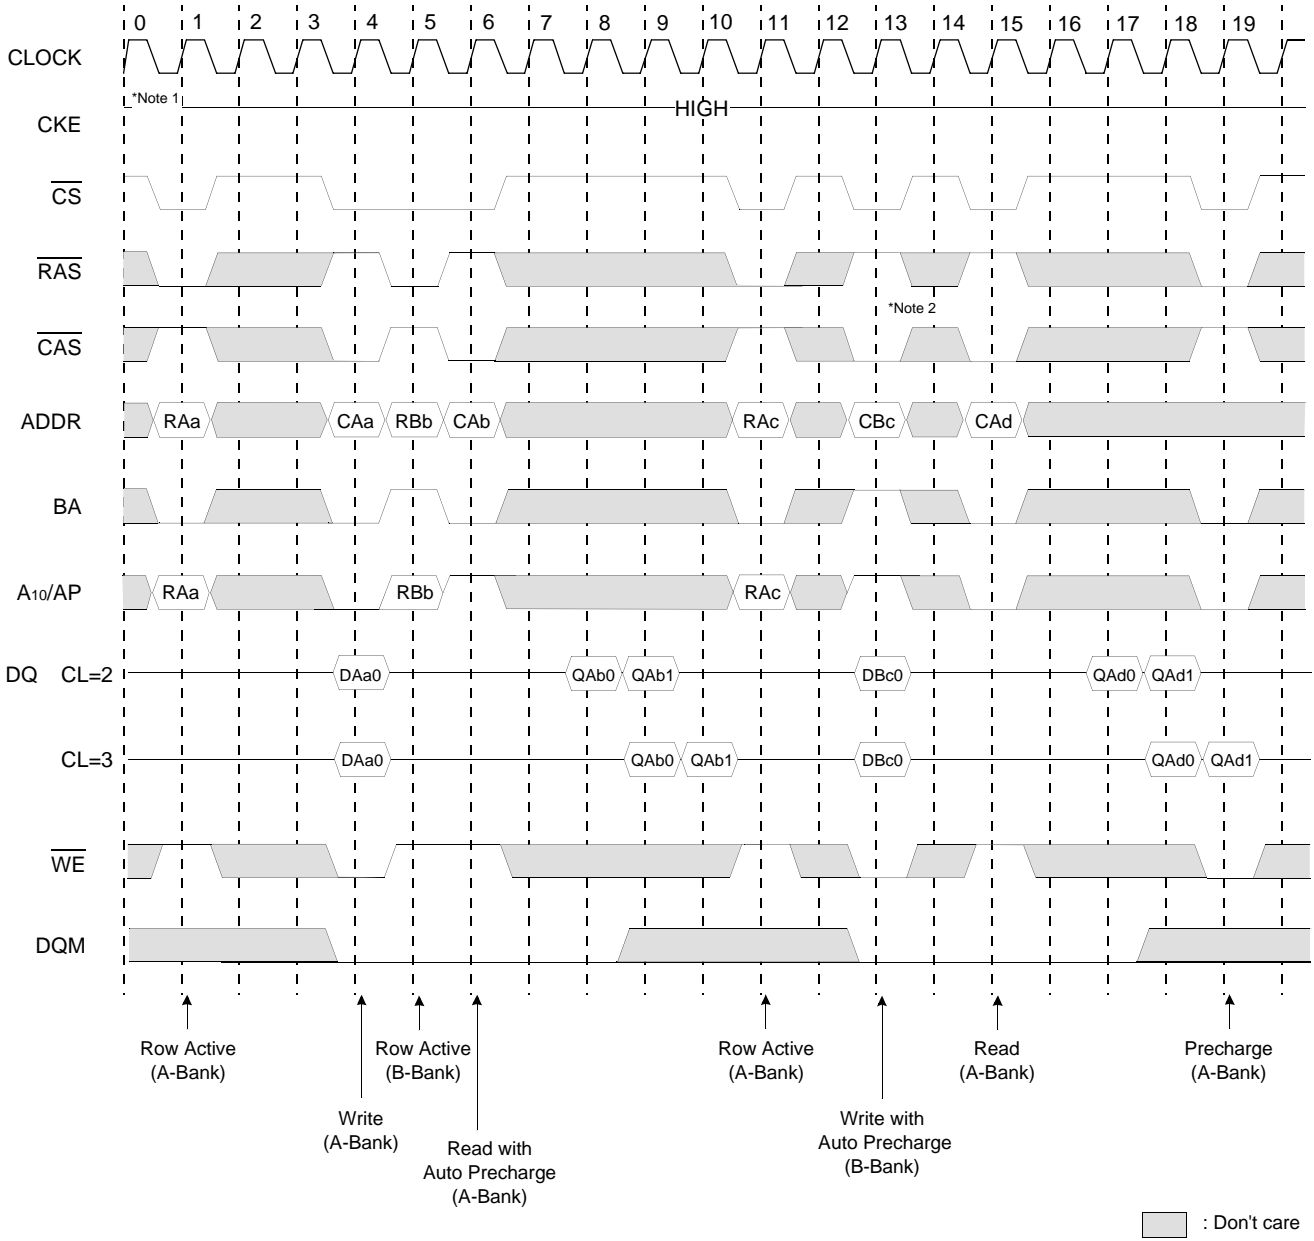 0 1 2 3 4 5 6 7 8 9 10 11 12 13 14 15 16 17 18 19
CLOCK
*Note 1
HIGH
CKE
CS
RAS
*Note 2
CAS
ADDR RAa CAa RBb CAb RAc CBc CAd
BA
A10/AP RAa RBb RAc
DQ CL=2 DAa0 QAb0 QAb1 DBc0 QAd0 QAd1
CL=3 DAa0 QAb0 QAb1 DBc0 QAd0 QAd1
WE
DQM
Row Active
(A-Bank)
Row Active
(B-Bank)
Row Active
(A-Bank)
Read
(A-Bank)
Precharge
(A-Bank)
Write
(A-Bank)
Read with
Auto Precharge
(A-Bank)
Write with
Auto Precharge
(B-Bank)
: Don't care